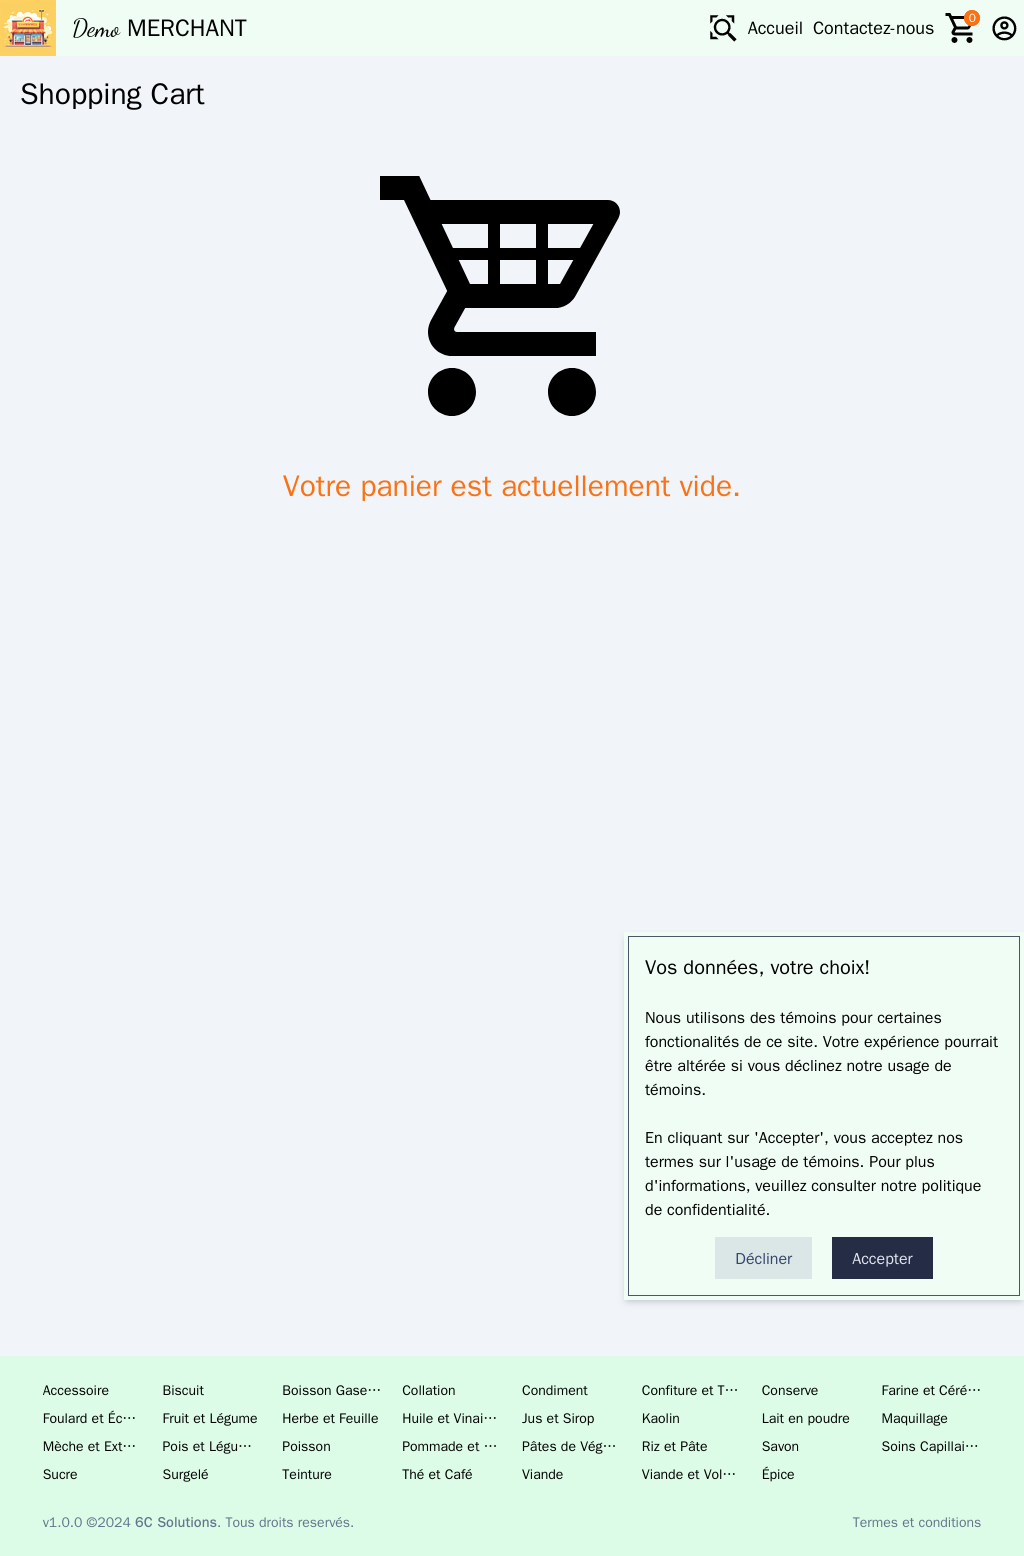 Demo MERCHANT
Accueil Contactez-nous 0
Shopping Cart
Votre panier est actuellement vide.
Vos données, votre choix!
Nous utilisons des témoins pour certaines
fonctionalités de ce site. Votre expérience pourrait
être altérée si vous déclinez notre usage de
témoins.
En cliquant sur 'Accepter', vous acceptez nos
termes sur l'usage de témoins. Pour plus
d'informations, veuillez consulter notre politique
de confidentialité.
Décliner Accepter
Accessoire Biscuit Boisson Gase… Collation Condiment Confiture et T… Conserve Farine et Céré…
Foulard et Éc… Fruit et Légume Herbe et Feuille Huile et Vinai… Jus et Sirop Kaolin Lait en poudre Maquillage
Mèche et Ext… Pois et Légu… Poisson Pommade et … Pâtes de Vég… Riz et Pâte Savon Soins Capillai…
Sucre Surgelé Teinture Thé et Café Viande Viande et Vol… Épice
v1.0.0 ©2024 6C Solutions. Tous droits reservés. Termes et conditions